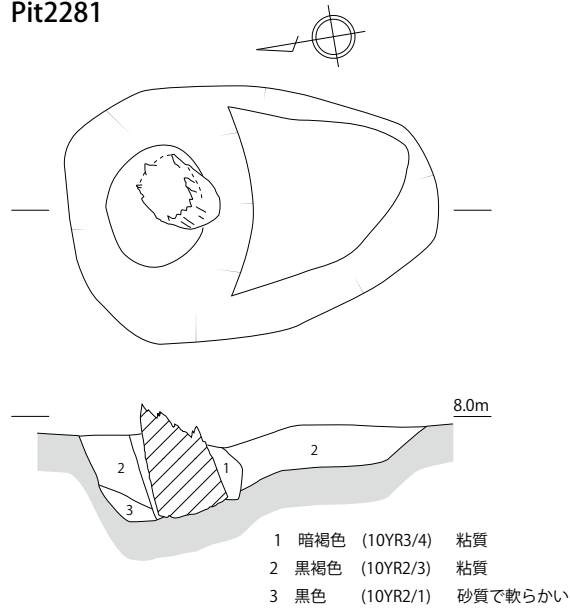 Pit2281
8.0m
2
1
2
3
1 暗褐色 (10YR3/4) 粘質
2 黒褐色 (10YR2/3) 粘質
3 黒色 (10YR2/1) 砂質で軟らかい